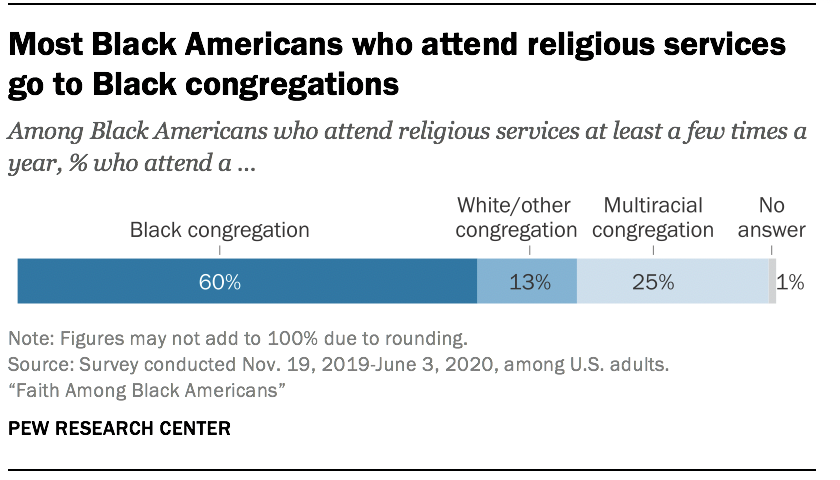 Most Black Americans who attend religious services
go to Black congregations
Among Black Americans who attend religious services at least a few times a
year, % who attend a ...
Black congregation
White/other
congregation
Multiracial
congregation
No
answer
60%
13%
25%
1%
Note: Figures may not add to 100% due to rounding.
Source: Survey conducted Nov. 19, 2019-June 3, 2020, among U.S. adults.
“Faith Among Black Americans”
PEW RESEARCH CENTER